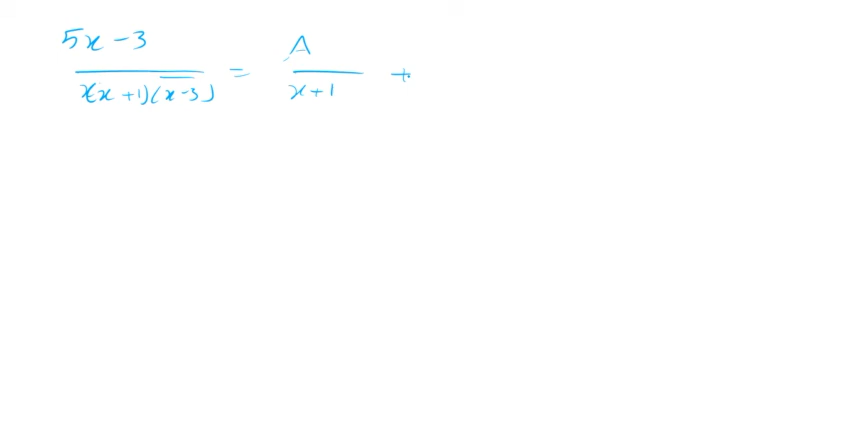 5x - 3
───── = A/(x + 1) +
(x + 1)(x - 3)